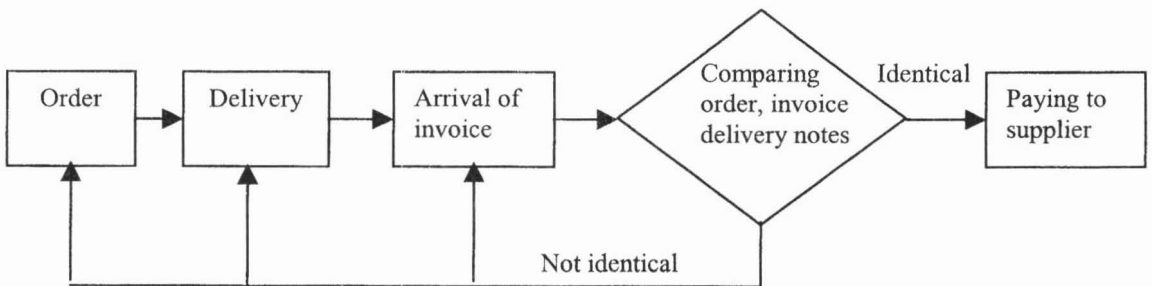 Order
Delivery
Arrival of
invoice
Comparing
order, invoice
delivery notes
Identical
Paying to
supplier
Not identical